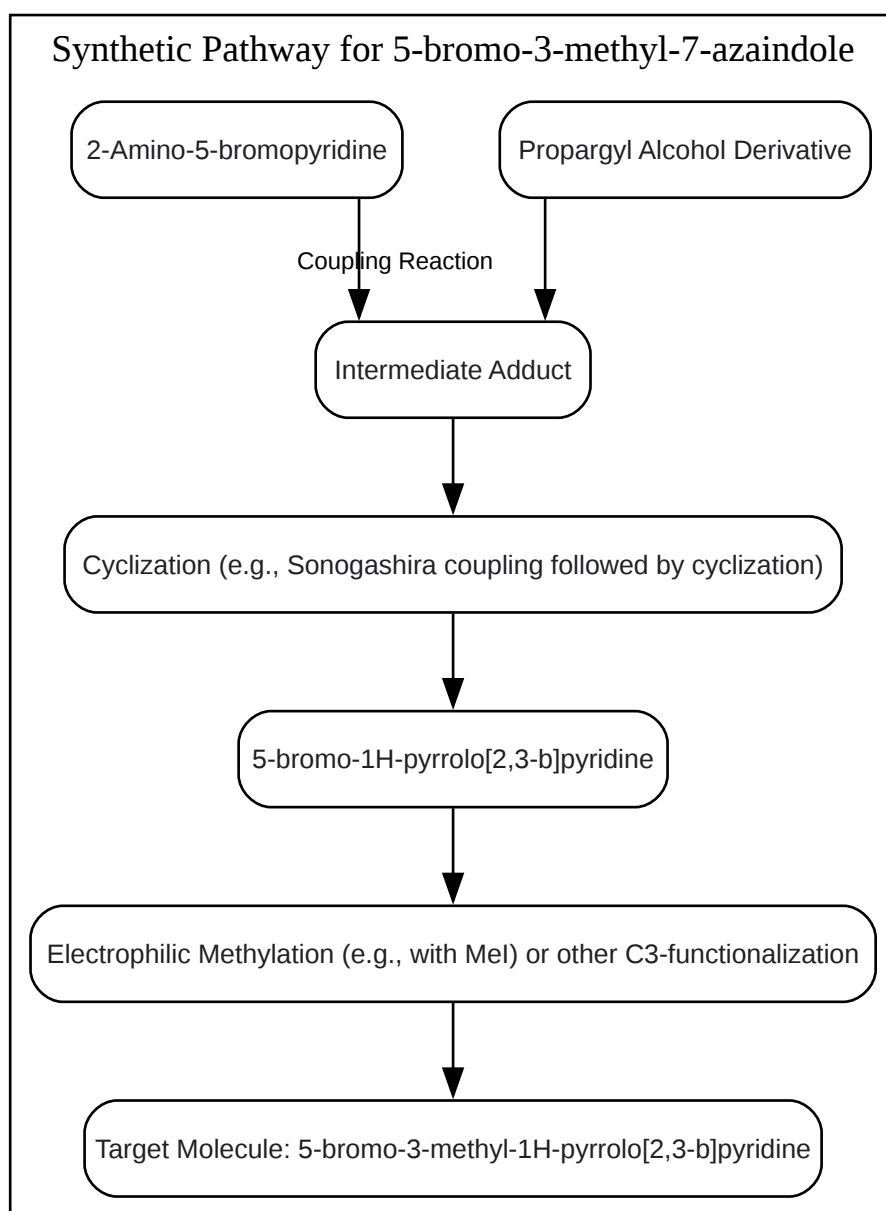 Synthetic Pathway for 5-bromo-3-methyl-7-azaindole
2-Amino-5-bromopyridine
Propargyl Alcohol Derivative
Coupling Reaction
Intermediate Adduct
Cyclization (e.g., Sonogashira coupling followed by cyclization)
5-bromo-1H-pyrrolo[2,3-b]pyridine
Electrophilic Methylation (e.g., with MeI) or other C3-functionalization
Target Molecule: 5-bromo-3-methyl-1H-pyrrolo[2,3-b]pyridine